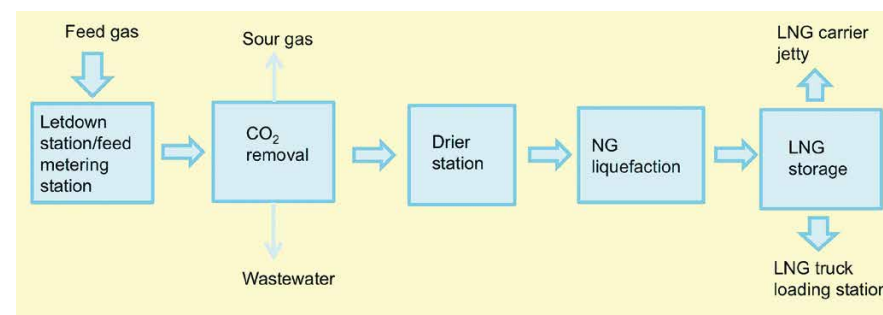 Feed gas
Sour gas
LNG carrier
jetty
Letdown
station/feed
metering
station
CO₂
removal
Drier
station
NG
liquefaction
LNG
storage
Wastewater
LNG truck
loading station